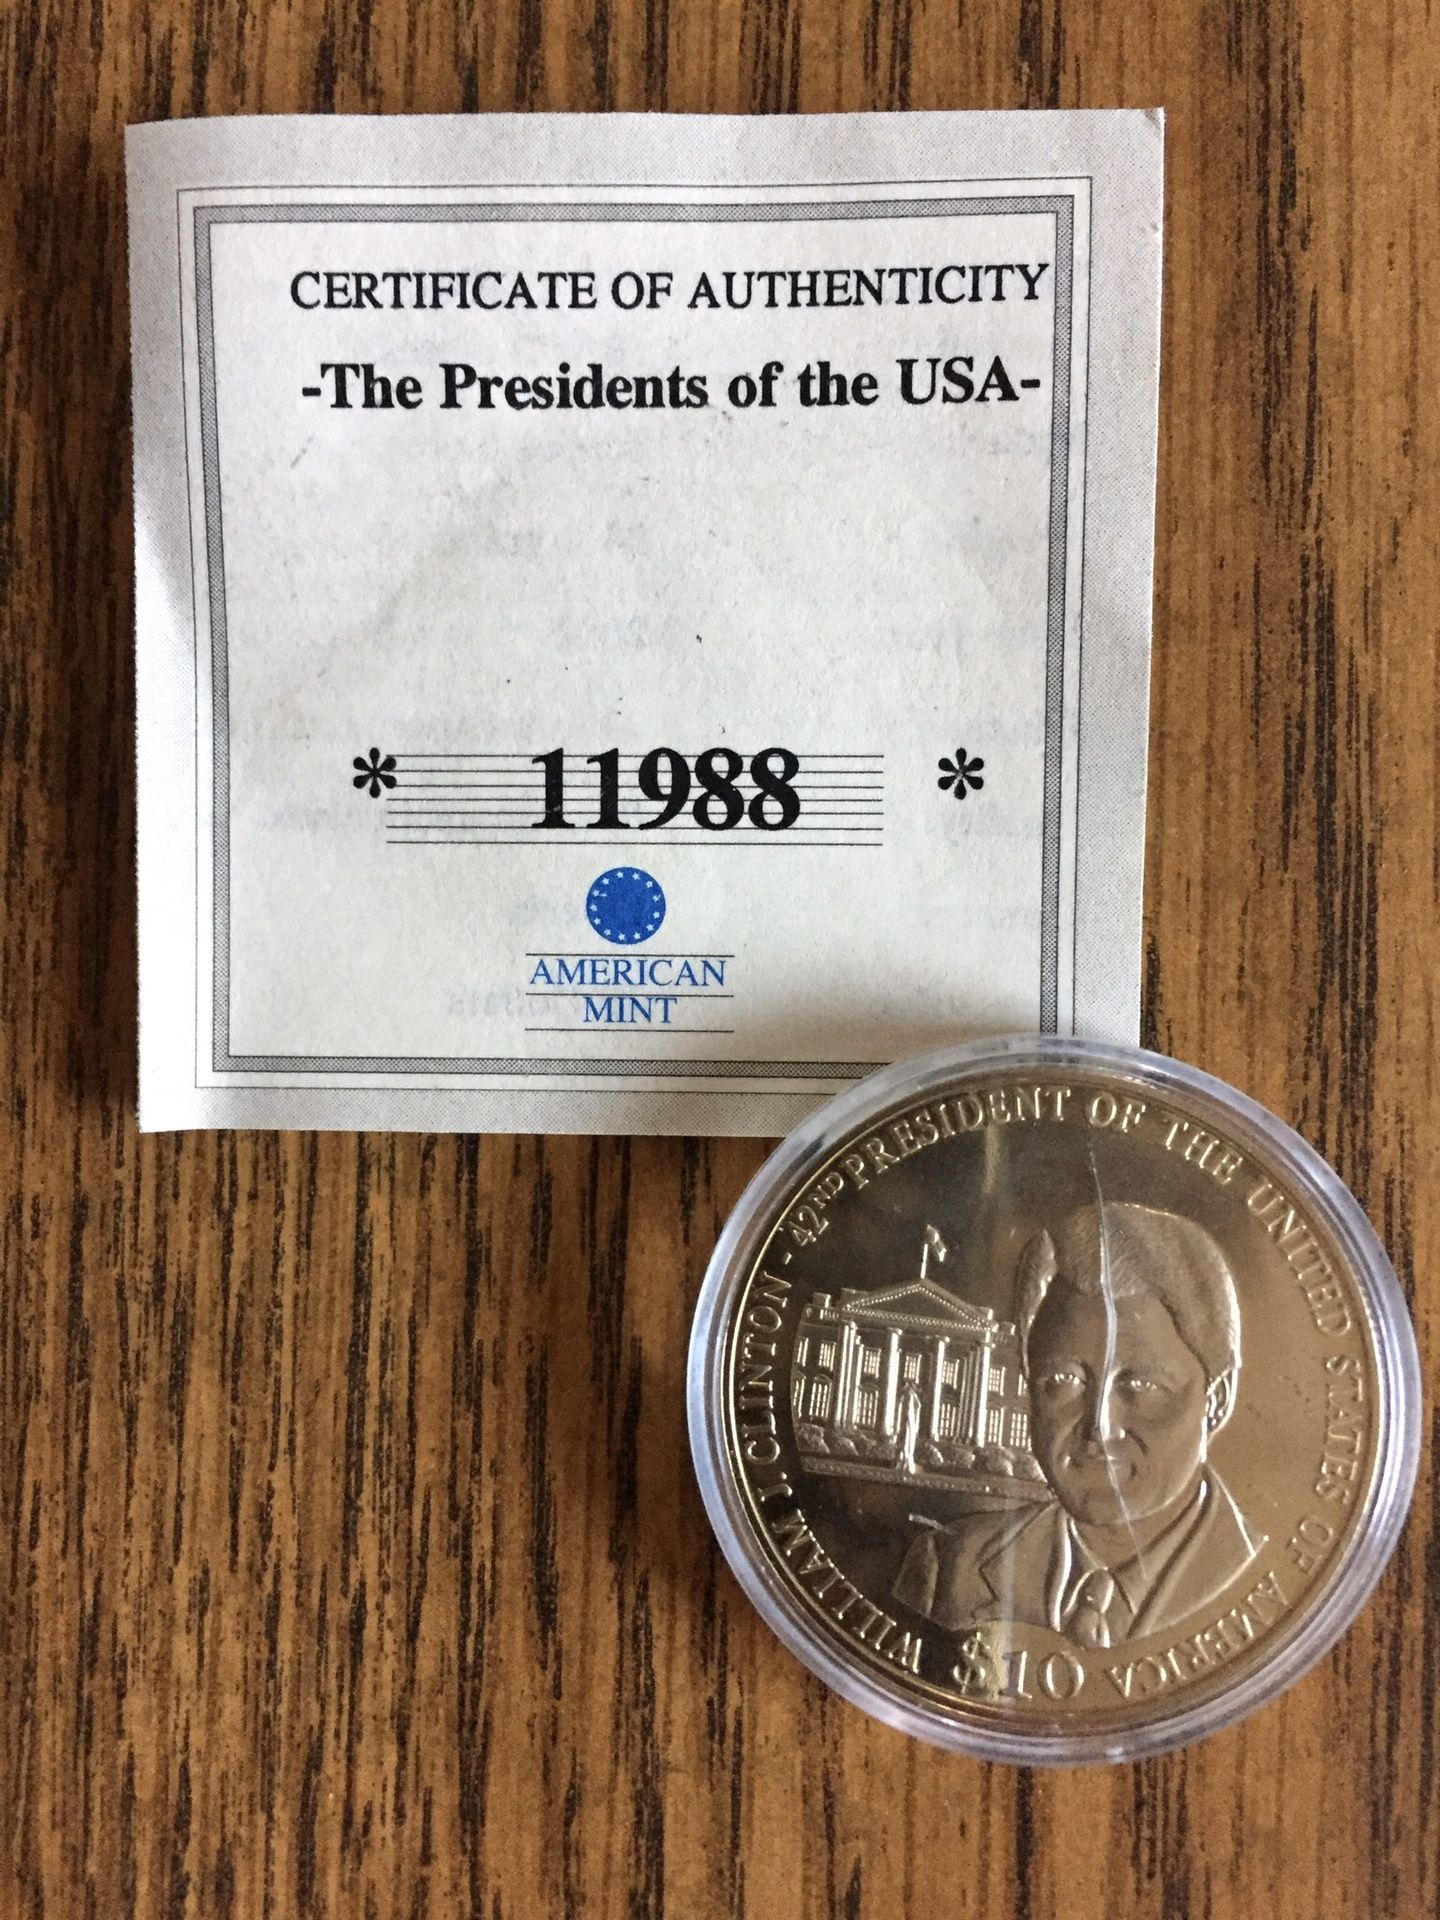 CERTIFICATE OF AUTHENTICITY
-The Presidents of the USA-
* 11988 *
AMERICAN
MINT
WILLIAM J. CLINTON - 42ND PRESIDENT OF THE UNITED STATES OF AMERICA
$10